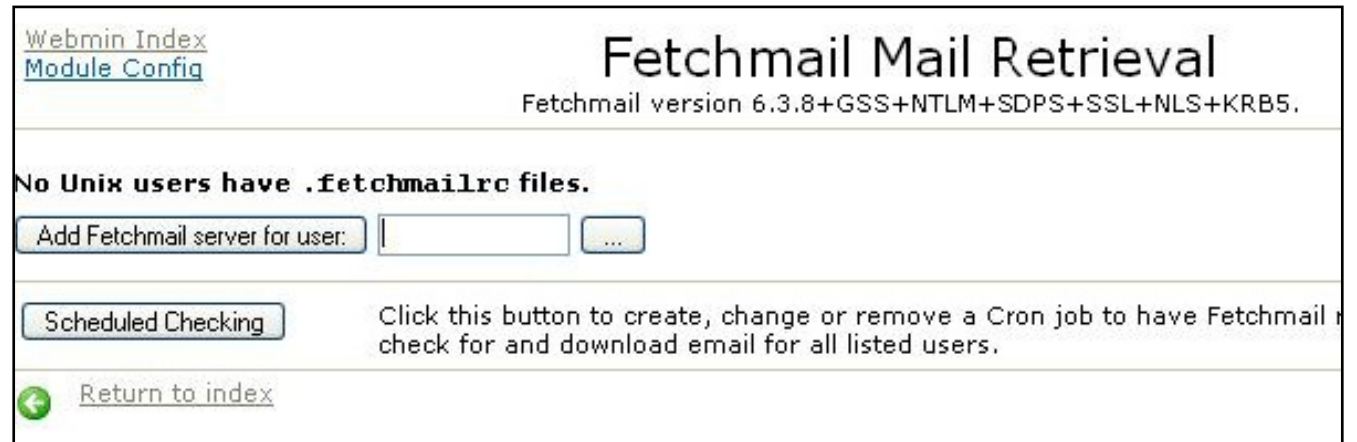 Webmin Index
Module Config
Fetchmail Mail Retrieval
Fetchmail version 6.3.8+GSS+NTLM+SDPS+SSL+NLS+KRB5.
No Unix users have .fetchmailrc files.
Add Fetchmail server for user:
...
Scheduled Checking
Click this button to create, change or remove a Cron job to have Fetchmail
check for and download email for all listed users.
Return to index